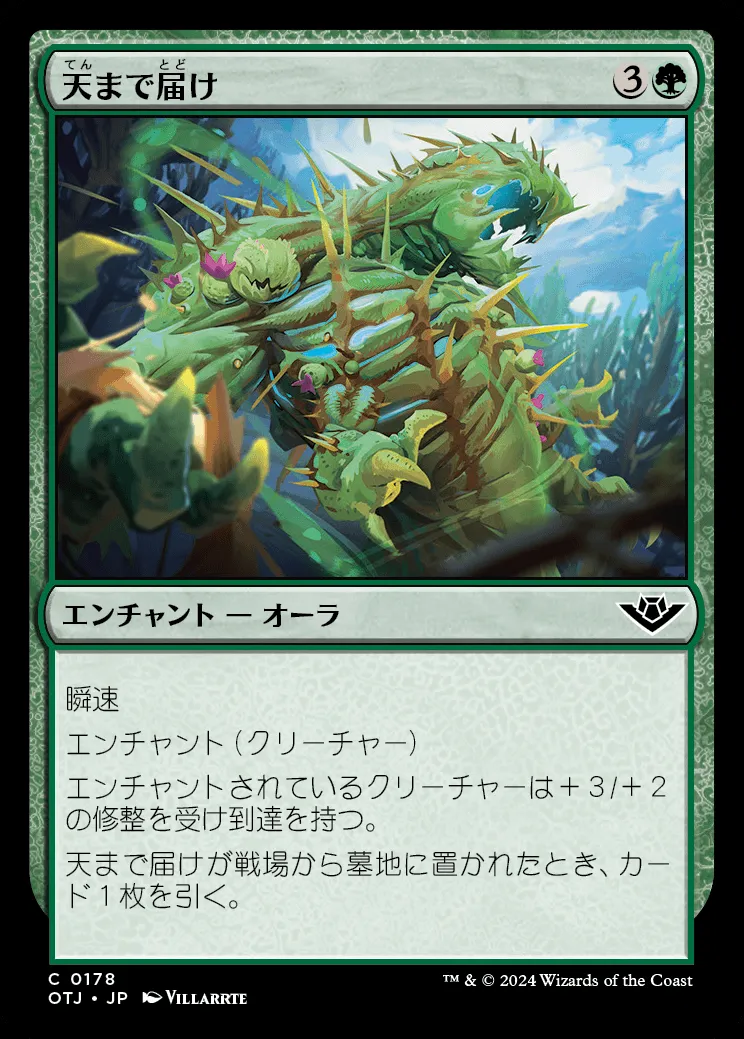 てん とど
天まで届け 3
エンチャント — オーラ
瞬速
エンチャント（クリーチャー）
エンチャントされているクリーチャーは＋３/＋２
の修整を受け到達を持つ。
天まで届けが戦場から墓地に置かれたとき、カー
ド１枚を引く。
C 0178
OTJ • JP VILLARRTE
™ & © 2024 Wizards of the Coast